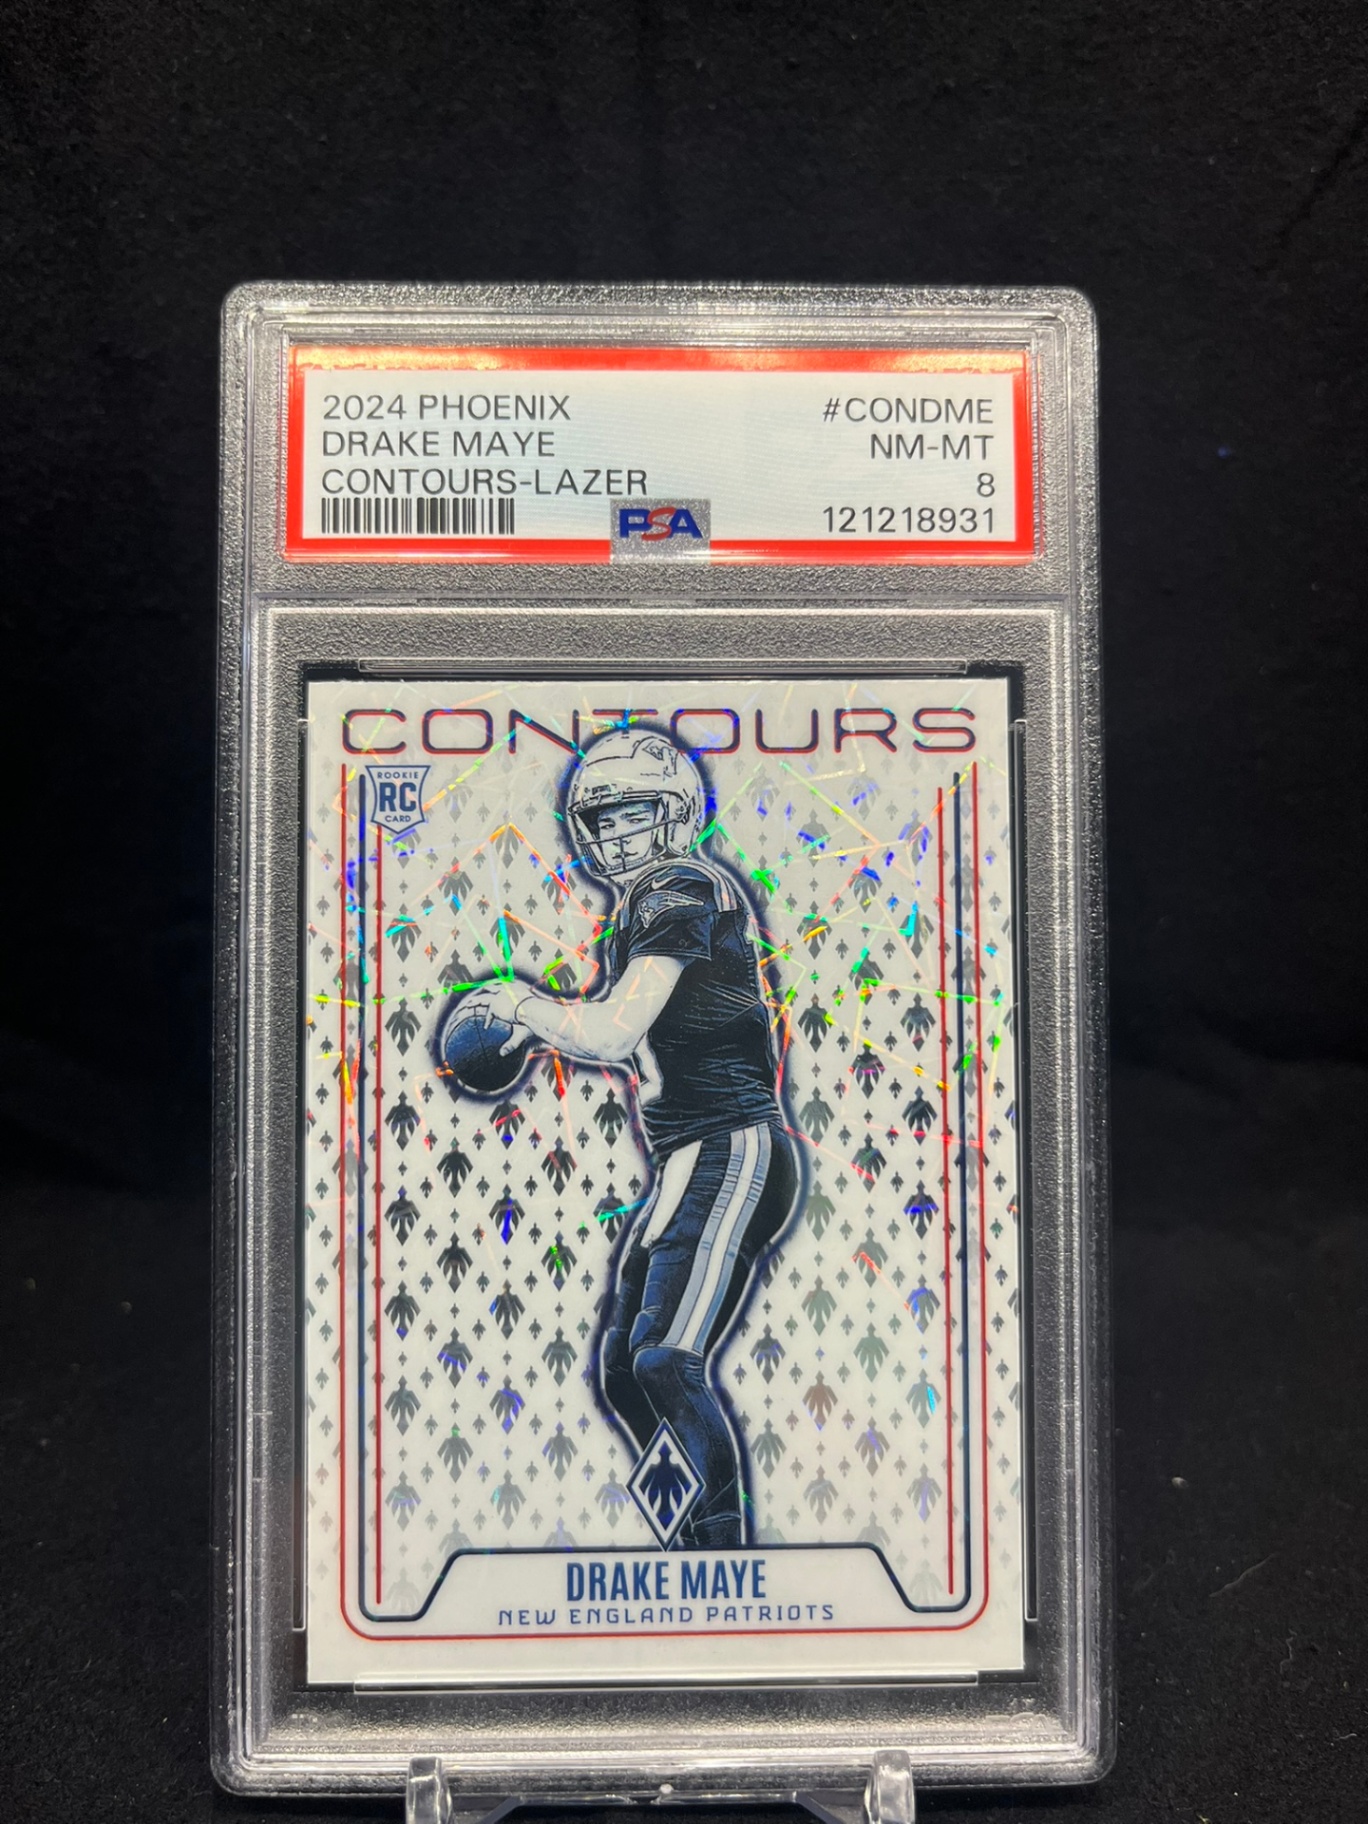 2024 PHOENIX #CONDME
DRAKE MAYE NM-MT
CONTOURS-LAZER 8
PSA 121218931
CONTOURS
ROOKIE
RC
CARD
DRAKE MAYE
NEW ENGLAND PATRIOTS